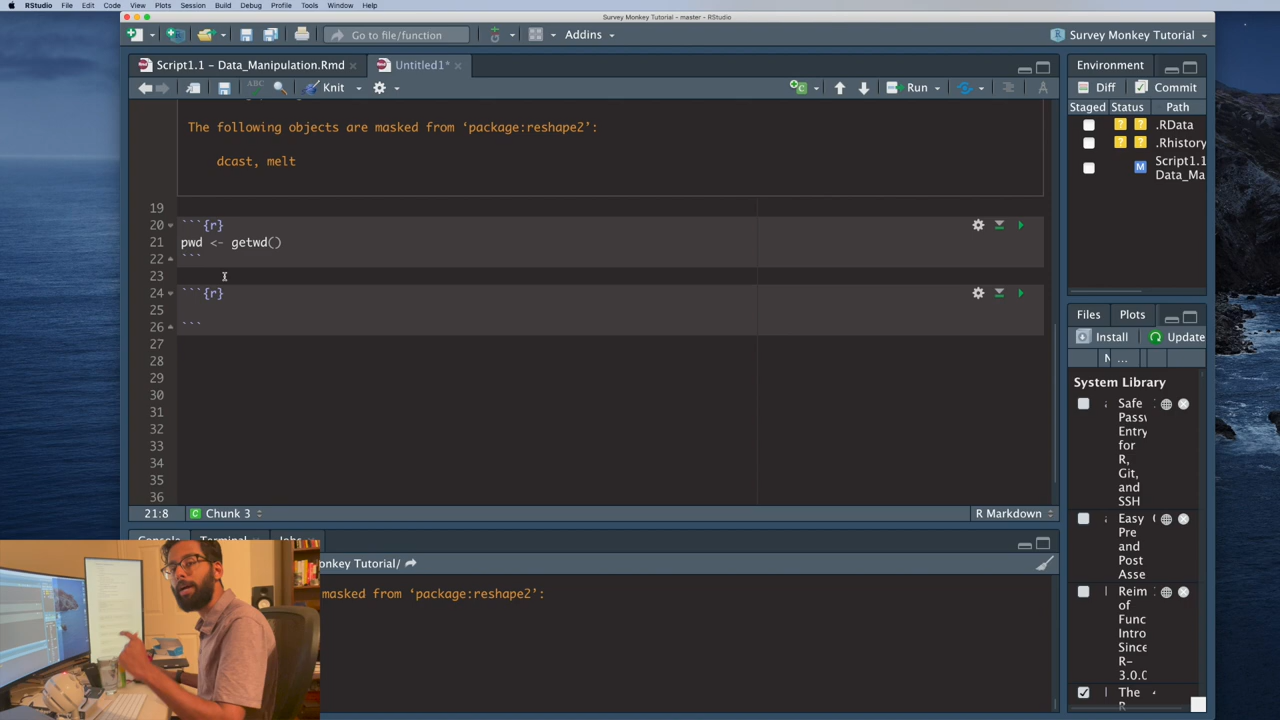 RStudio File Edit Code View Plots Session Build Debug Profile Tools Window Help
Survey Monkey Tutorial - master - RStudio
Go to file/function Addins Survey Monkey Tutorial
Script1.1 - Data_Manipulation.Rmd Untitled1*
ABC Knit Run
The following objects are masked from ‘package:reshape2’:
dcast, melt
19
20 ```{r}
21 pwd <- getwd()
22 ```
23
24 ```{r}
25
26 ```
27
28
29
30
31
32
33
34
35
36
21:8 Chunk 3 R Markdown
Console Terminal Jobs
onkey Tutorial/
masked from ‘package:reshape2’:
Environment
Diff Commit
Staged Status Path
.RData
.Rhistory
Script1.1
Data_Ma
Files Plots
Install Update
N ...
System Library
Safe
Passw
Entry
for
R,
Git,
and
SSH
Easy
Pre
and
Post
Asse
Reim
of
Func
Intro
Since
R-
3.0.0
The
R